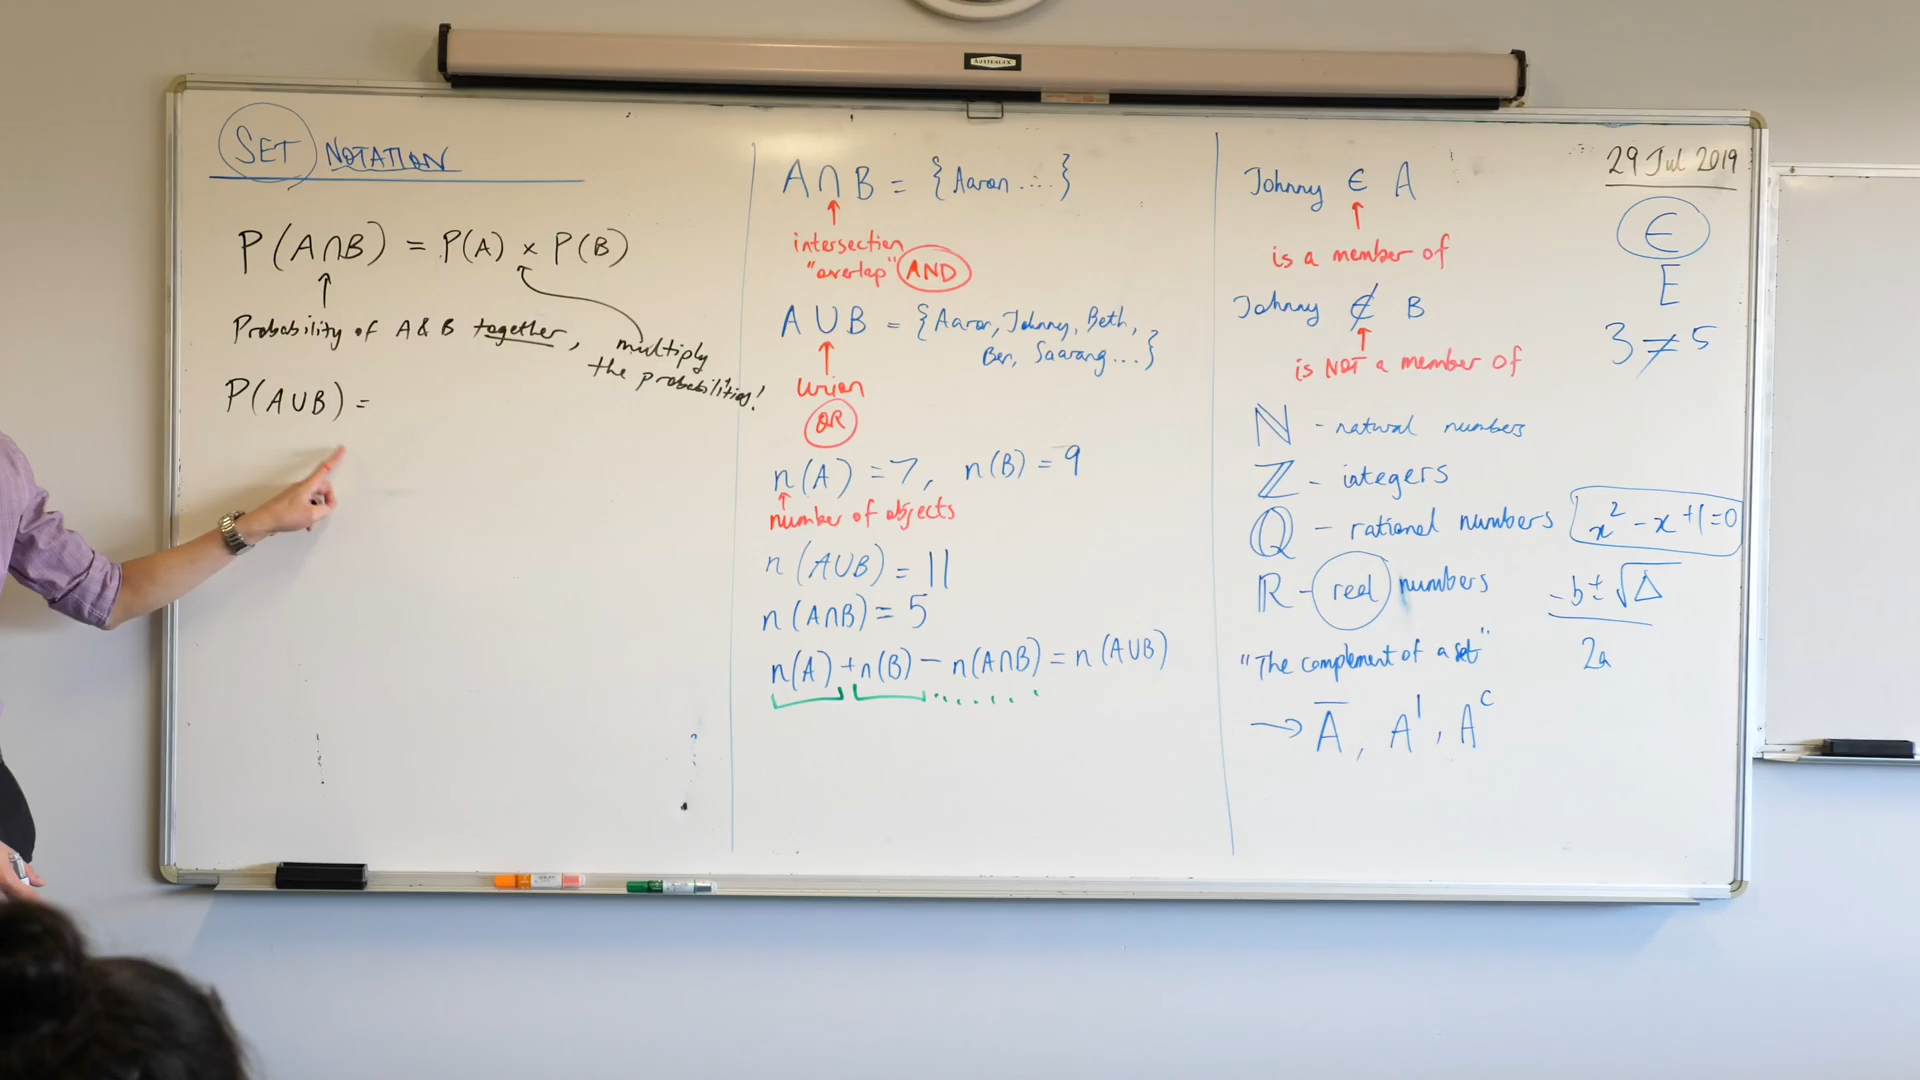 AUSTRALUX
SET NOTATION
P(A∩B) = P(A) × P(B)
Probability of A & B together,
multiply
the probabilities!
P(A∪B) =
A∩B = {Aaron ....}
intersection
"overlap" AND
A∪B = {Aaron, Johnny, Beth,
Ben, Saarang...}
Union
OR
n(A) = 7, n(B) = 9
number of objects
n(A∪B) = 11
n(A∩B) = 5
n(A) + n(B) − n(A∩B) = n(A∪B)
29 Jul 2019
Johnny ∈ A
is a member of
Johnny ∉ B
is NOT a member of
∈
E
3 ≠ 5
ℕ - natural numbers
ℤ - integers
ℚ - rational numbers
ℝ - real numbers
x² − x + 1 = 0
−b ± √Δ
2a
"The complement of a set"
→ A̅, A', Aᶜ